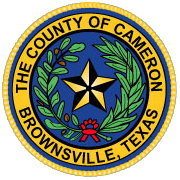 THE COUNTY OF CAMERON
BROWNSVILLE, TEXAS